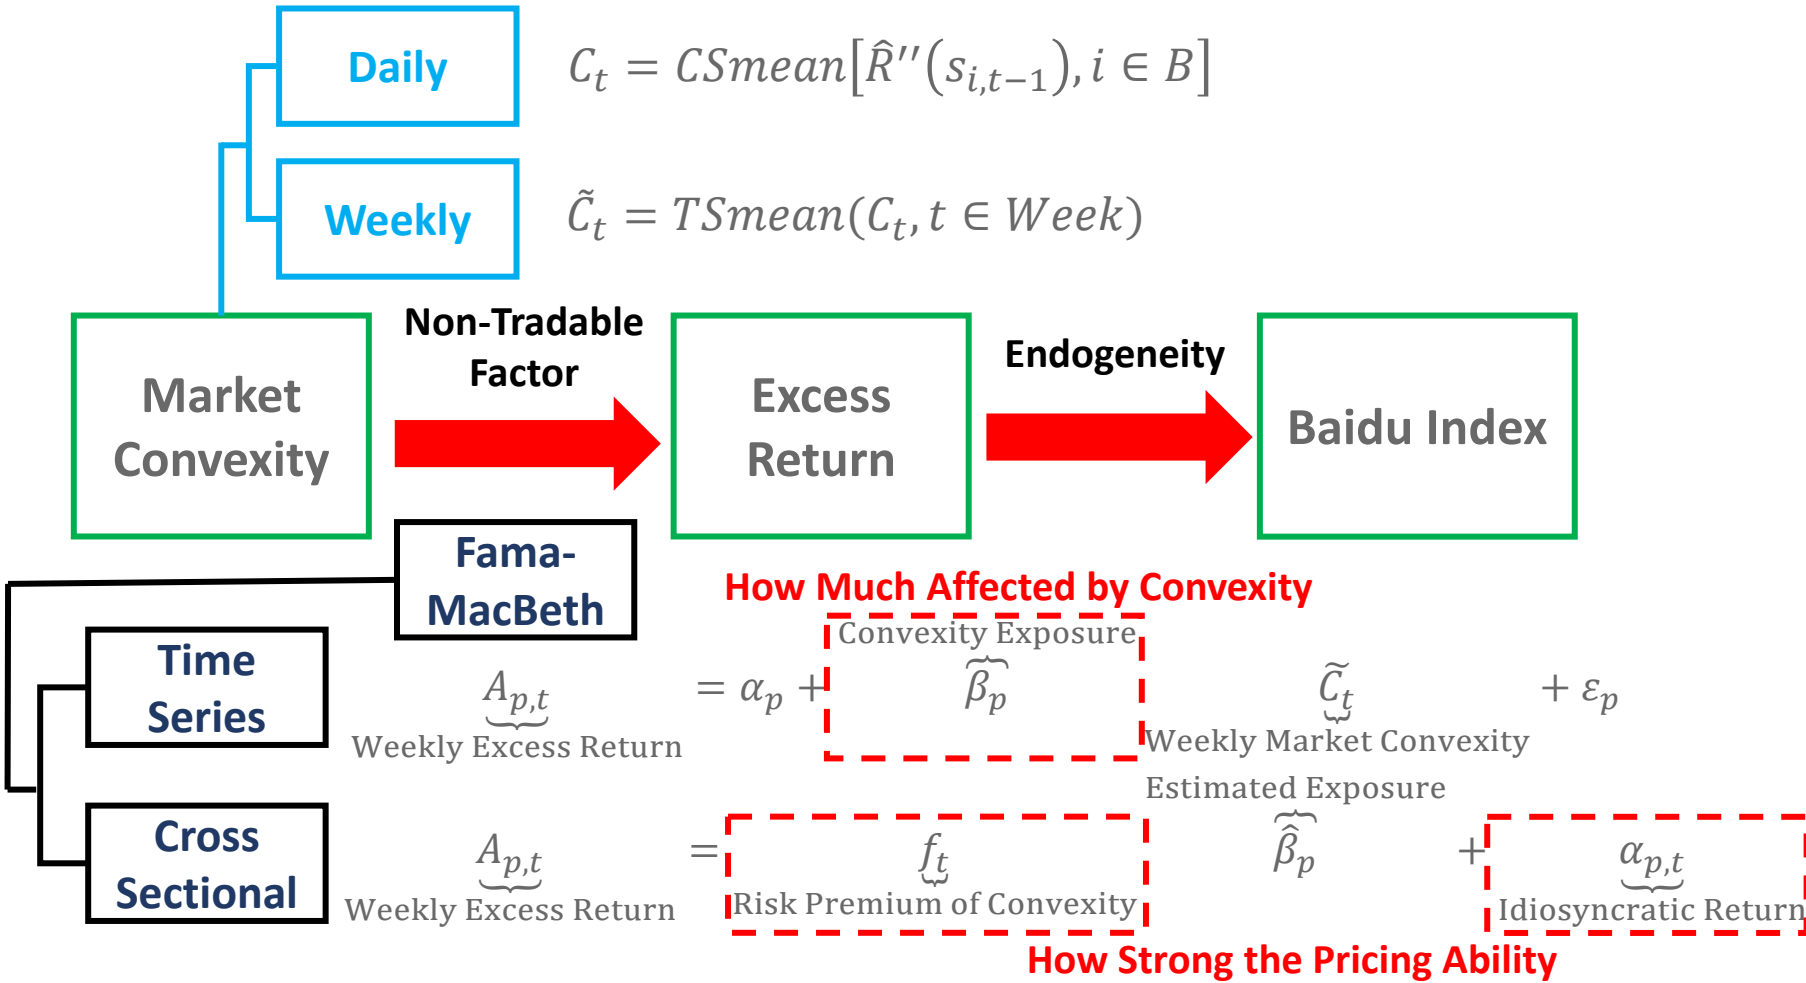 Daily
C_t = CSmean[R̂′′(s_{i,t−1}), i ∈ B]
Weekly
C̃_t = TSmean(C_t, t ∈ Week)
Non-Tradable
Factor
Endogeneity
Market
Convexity
Excess
Return
Baidu Index
Fama-
MacBeth
How Much Affected by Convexity
Time
Series
Convexity Exposure
A_{p,t} = α_p + β_p C̃_t + ε_p
Weekly Excess Return
Weekly Market Convexity
Cross
Sectional
Estimated Exposure
A_{p,t} = f_t β̂_p + α_{p,t}
Weekly Excess Return
Risk Premium of Convexity
Idiosyncratic Return
How Strong the Pricing Ability